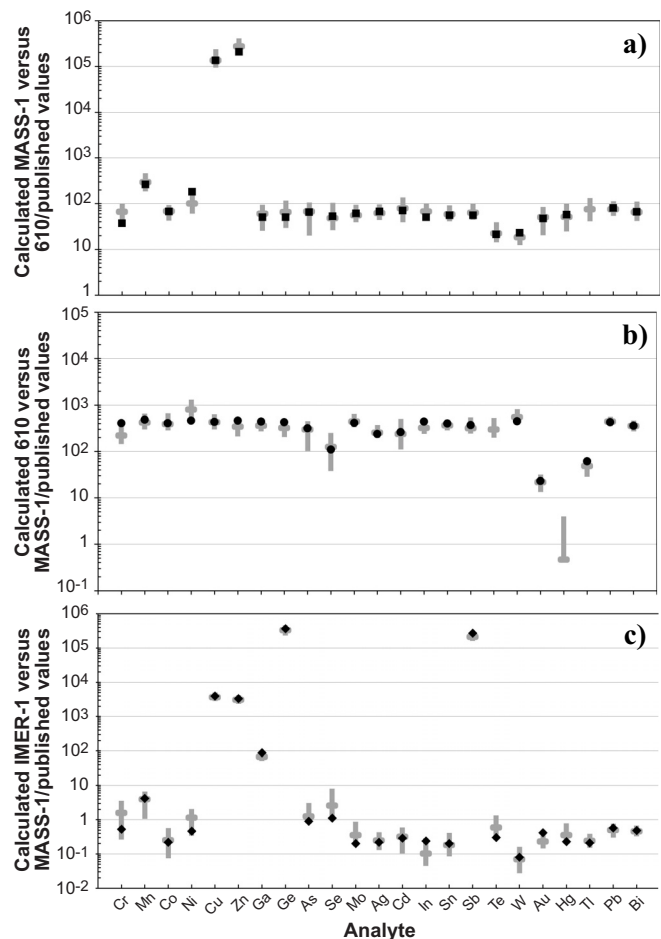 a)
Calculated MASS-1 versus
610/published values
10⁶
10⁵
10⁴
10³
10²
10
1
b)
Calculated 610 versus
MASS-1/published values
10⁵
10⁴
10³
10²
10
1
10⁻¹
c)
Calculated IMER-1 versus
MASS-1/published values
10⁶
10⁵
10⁴
10³
10²
10
1
10⁻¹
10⁻²
Cr Mn Co Ni Cu Zn Ga Ge As Se Mo Ag Cd In Sn Sb Te W Au Hg Tl Pb Bi
Analyte